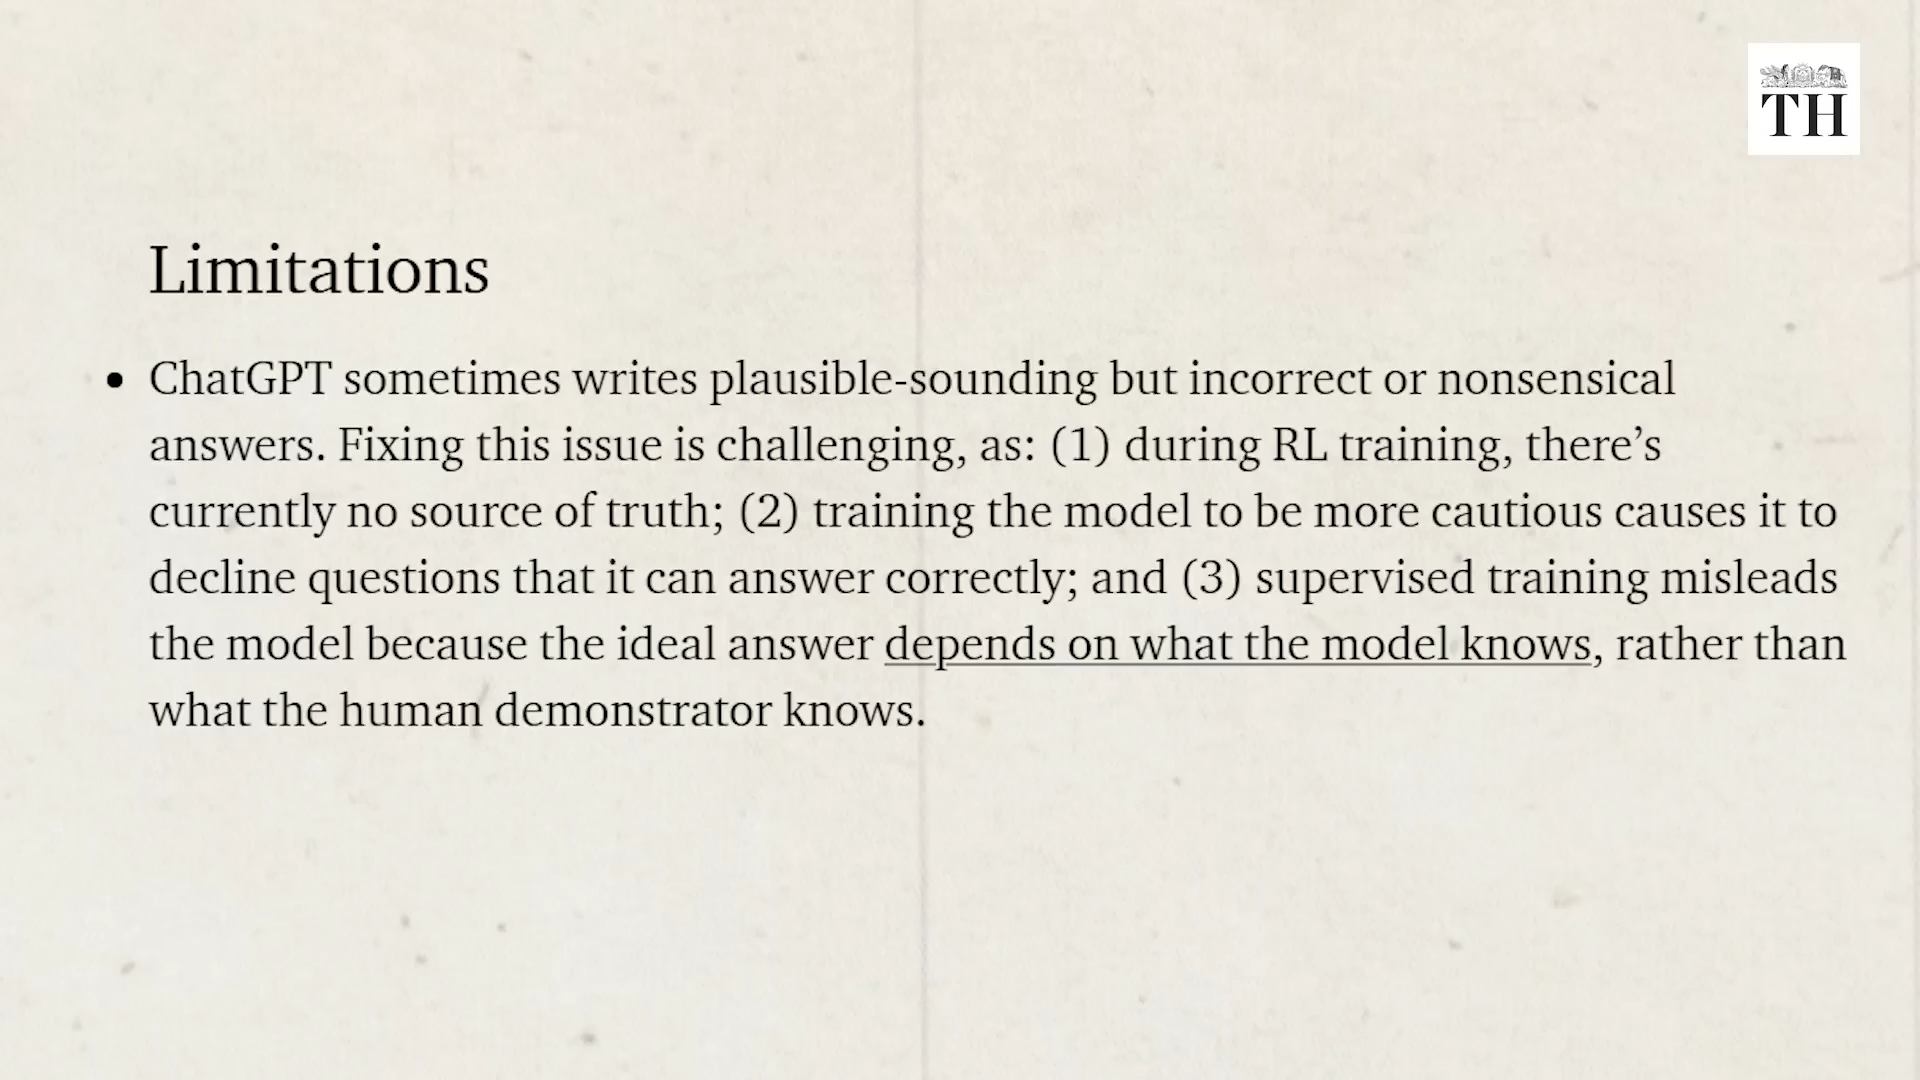 TH
Limitations
• ChatGPT sometimes writes plausible-sounding but incorrect or nonsensical
answers. Fixing this issue is challenging, as: (1) during RL training, there’s
currently no source of truth; (2) training the model to be more cautious causes it to
decline questions that it can answer correctly; and (3) supervised training misleads
the model because the ideal answer depends on what the model knows, rather than
what the human demonstrator knows.